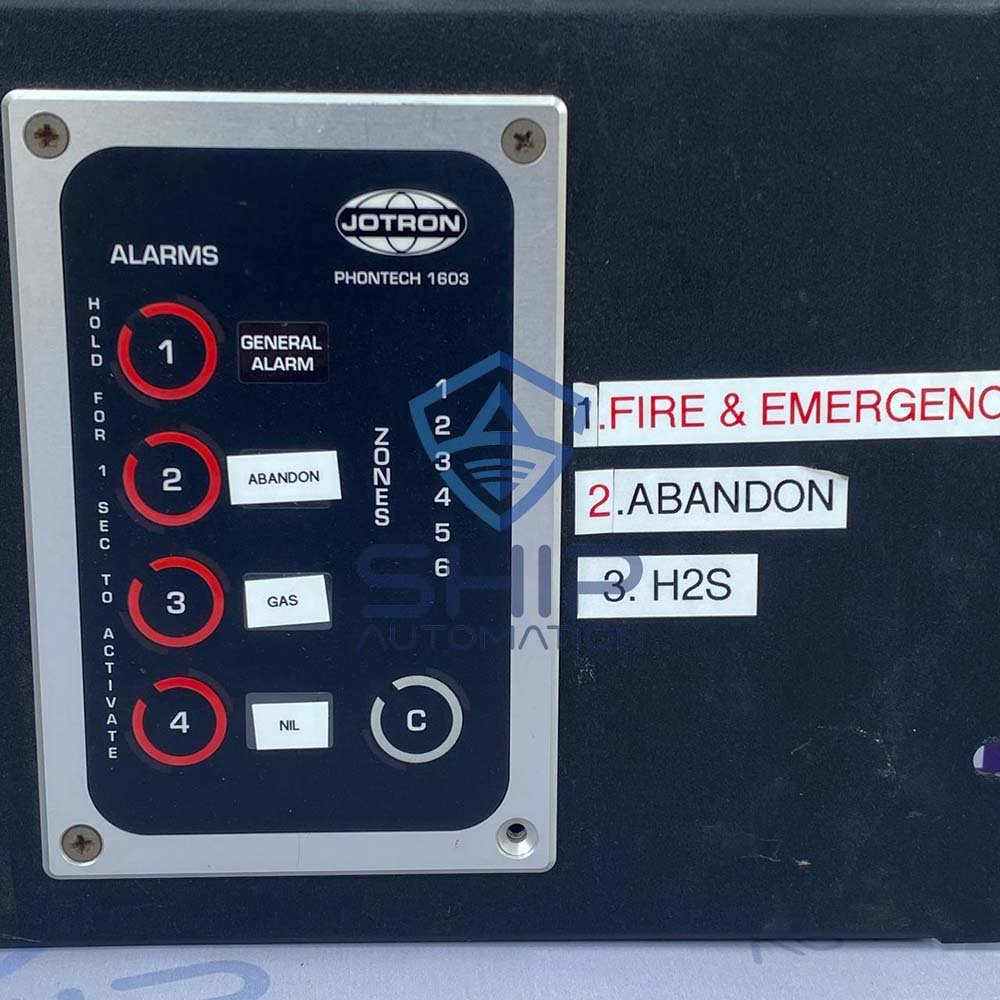 JOTRON
PHONTECH 1603
ALARMS
HOLD FOR 1 SEC TO ACTIVATE
1
GENERAL
ALARM
2
ABANDON
3
GAS
4
NIL
ZONES
1
2
3
4
5
6
C
1.FIRE & EMERGENC
2.ABANDON
3. H2S
SHIP
AUTOMATION